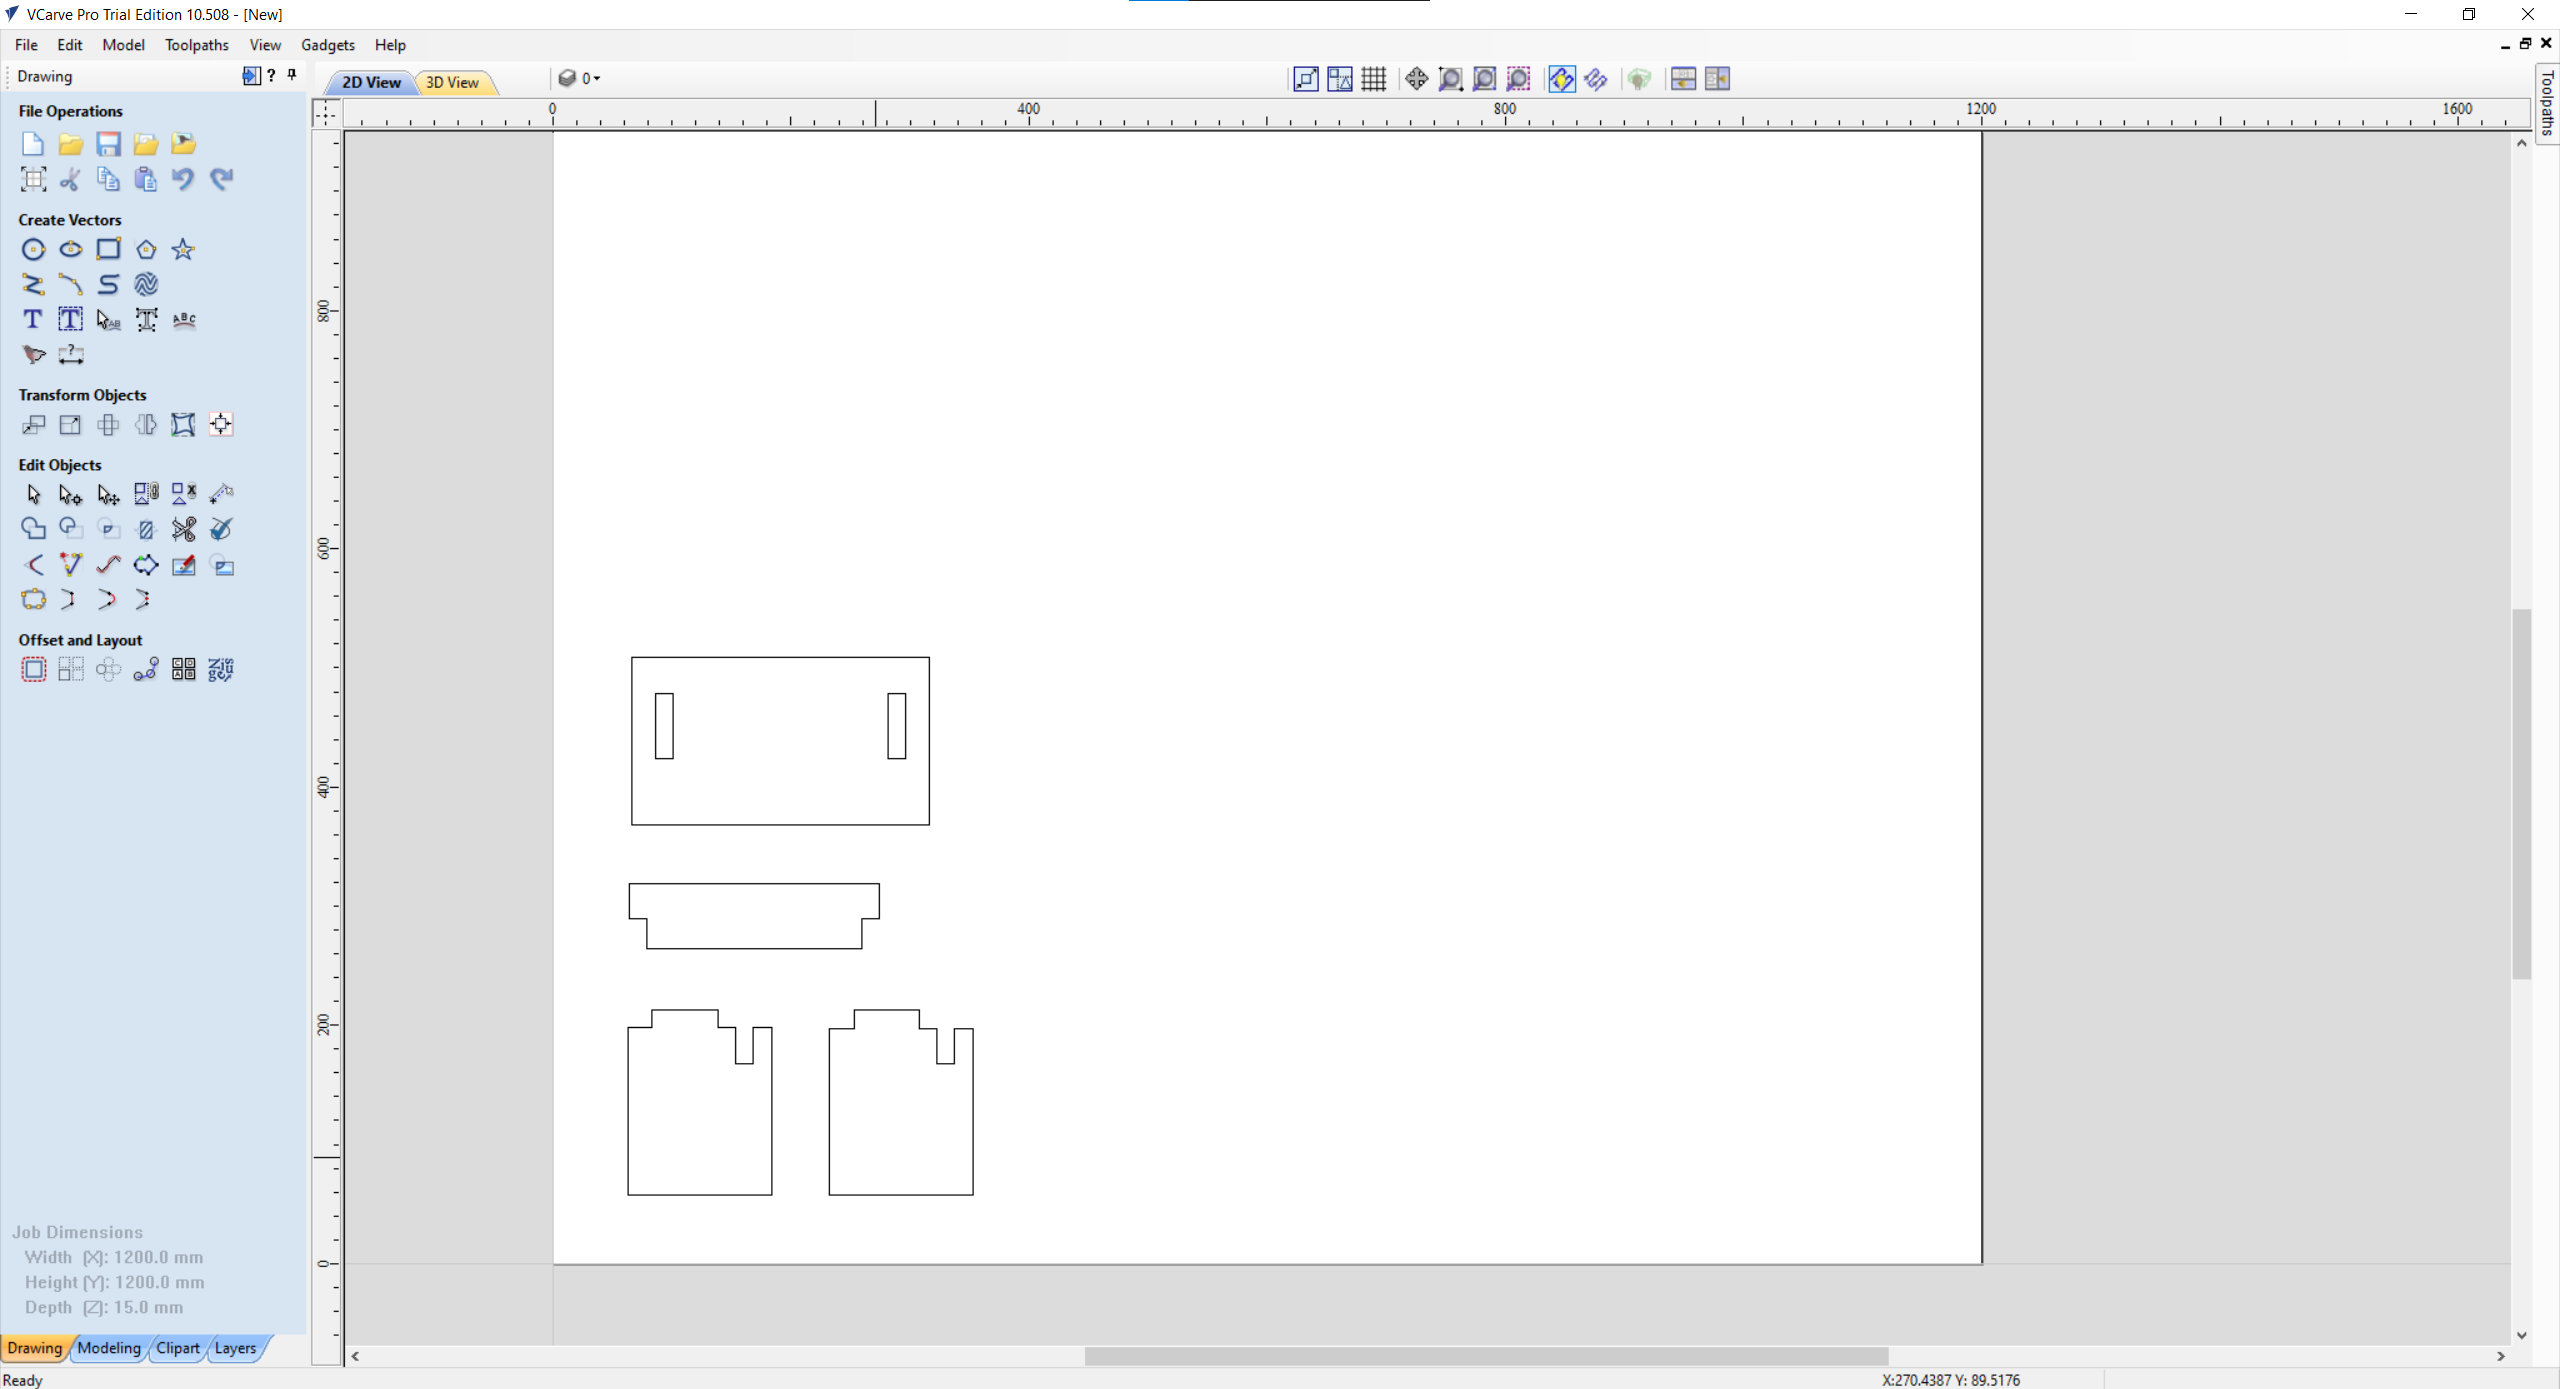 VCarve Pro Trial Edition 10.508 - [New]
File Edit Model Toolpaths View Gadgets Help
Drawing ?
2D View 3D View 0
Toolpaths
File Operations
Create Vectors
Transform Objects
Edit Objects
Offset and Layout
0 400 800 1200 1600
800
600
400
200
0
Job Dimensions
Width (X): 1200.0 mm
Height (Y): 1200.0 mm
Depth (Z): 15.0 mm
Drawing Modeling Clipart Layers
Ready
X:270.4387 Y: 89.5176